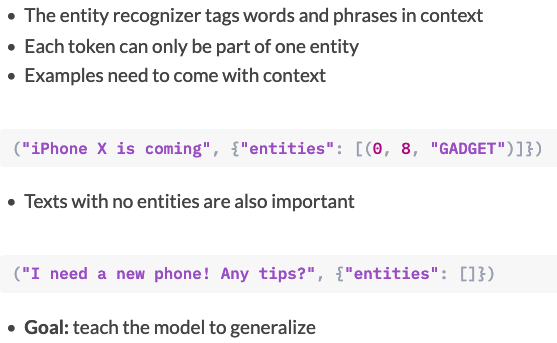 • The entity recognizer tags words and phrases in context
• Each token can only be part of one entity
• Examples need to come with context
("iPhone X is coming", {"entities": [(0, 8, "GADGET")]})
• Texts with no entities are also important
("I need a new phone! Any tips?", {"entities": []})
• Goal: teach the model to generalize